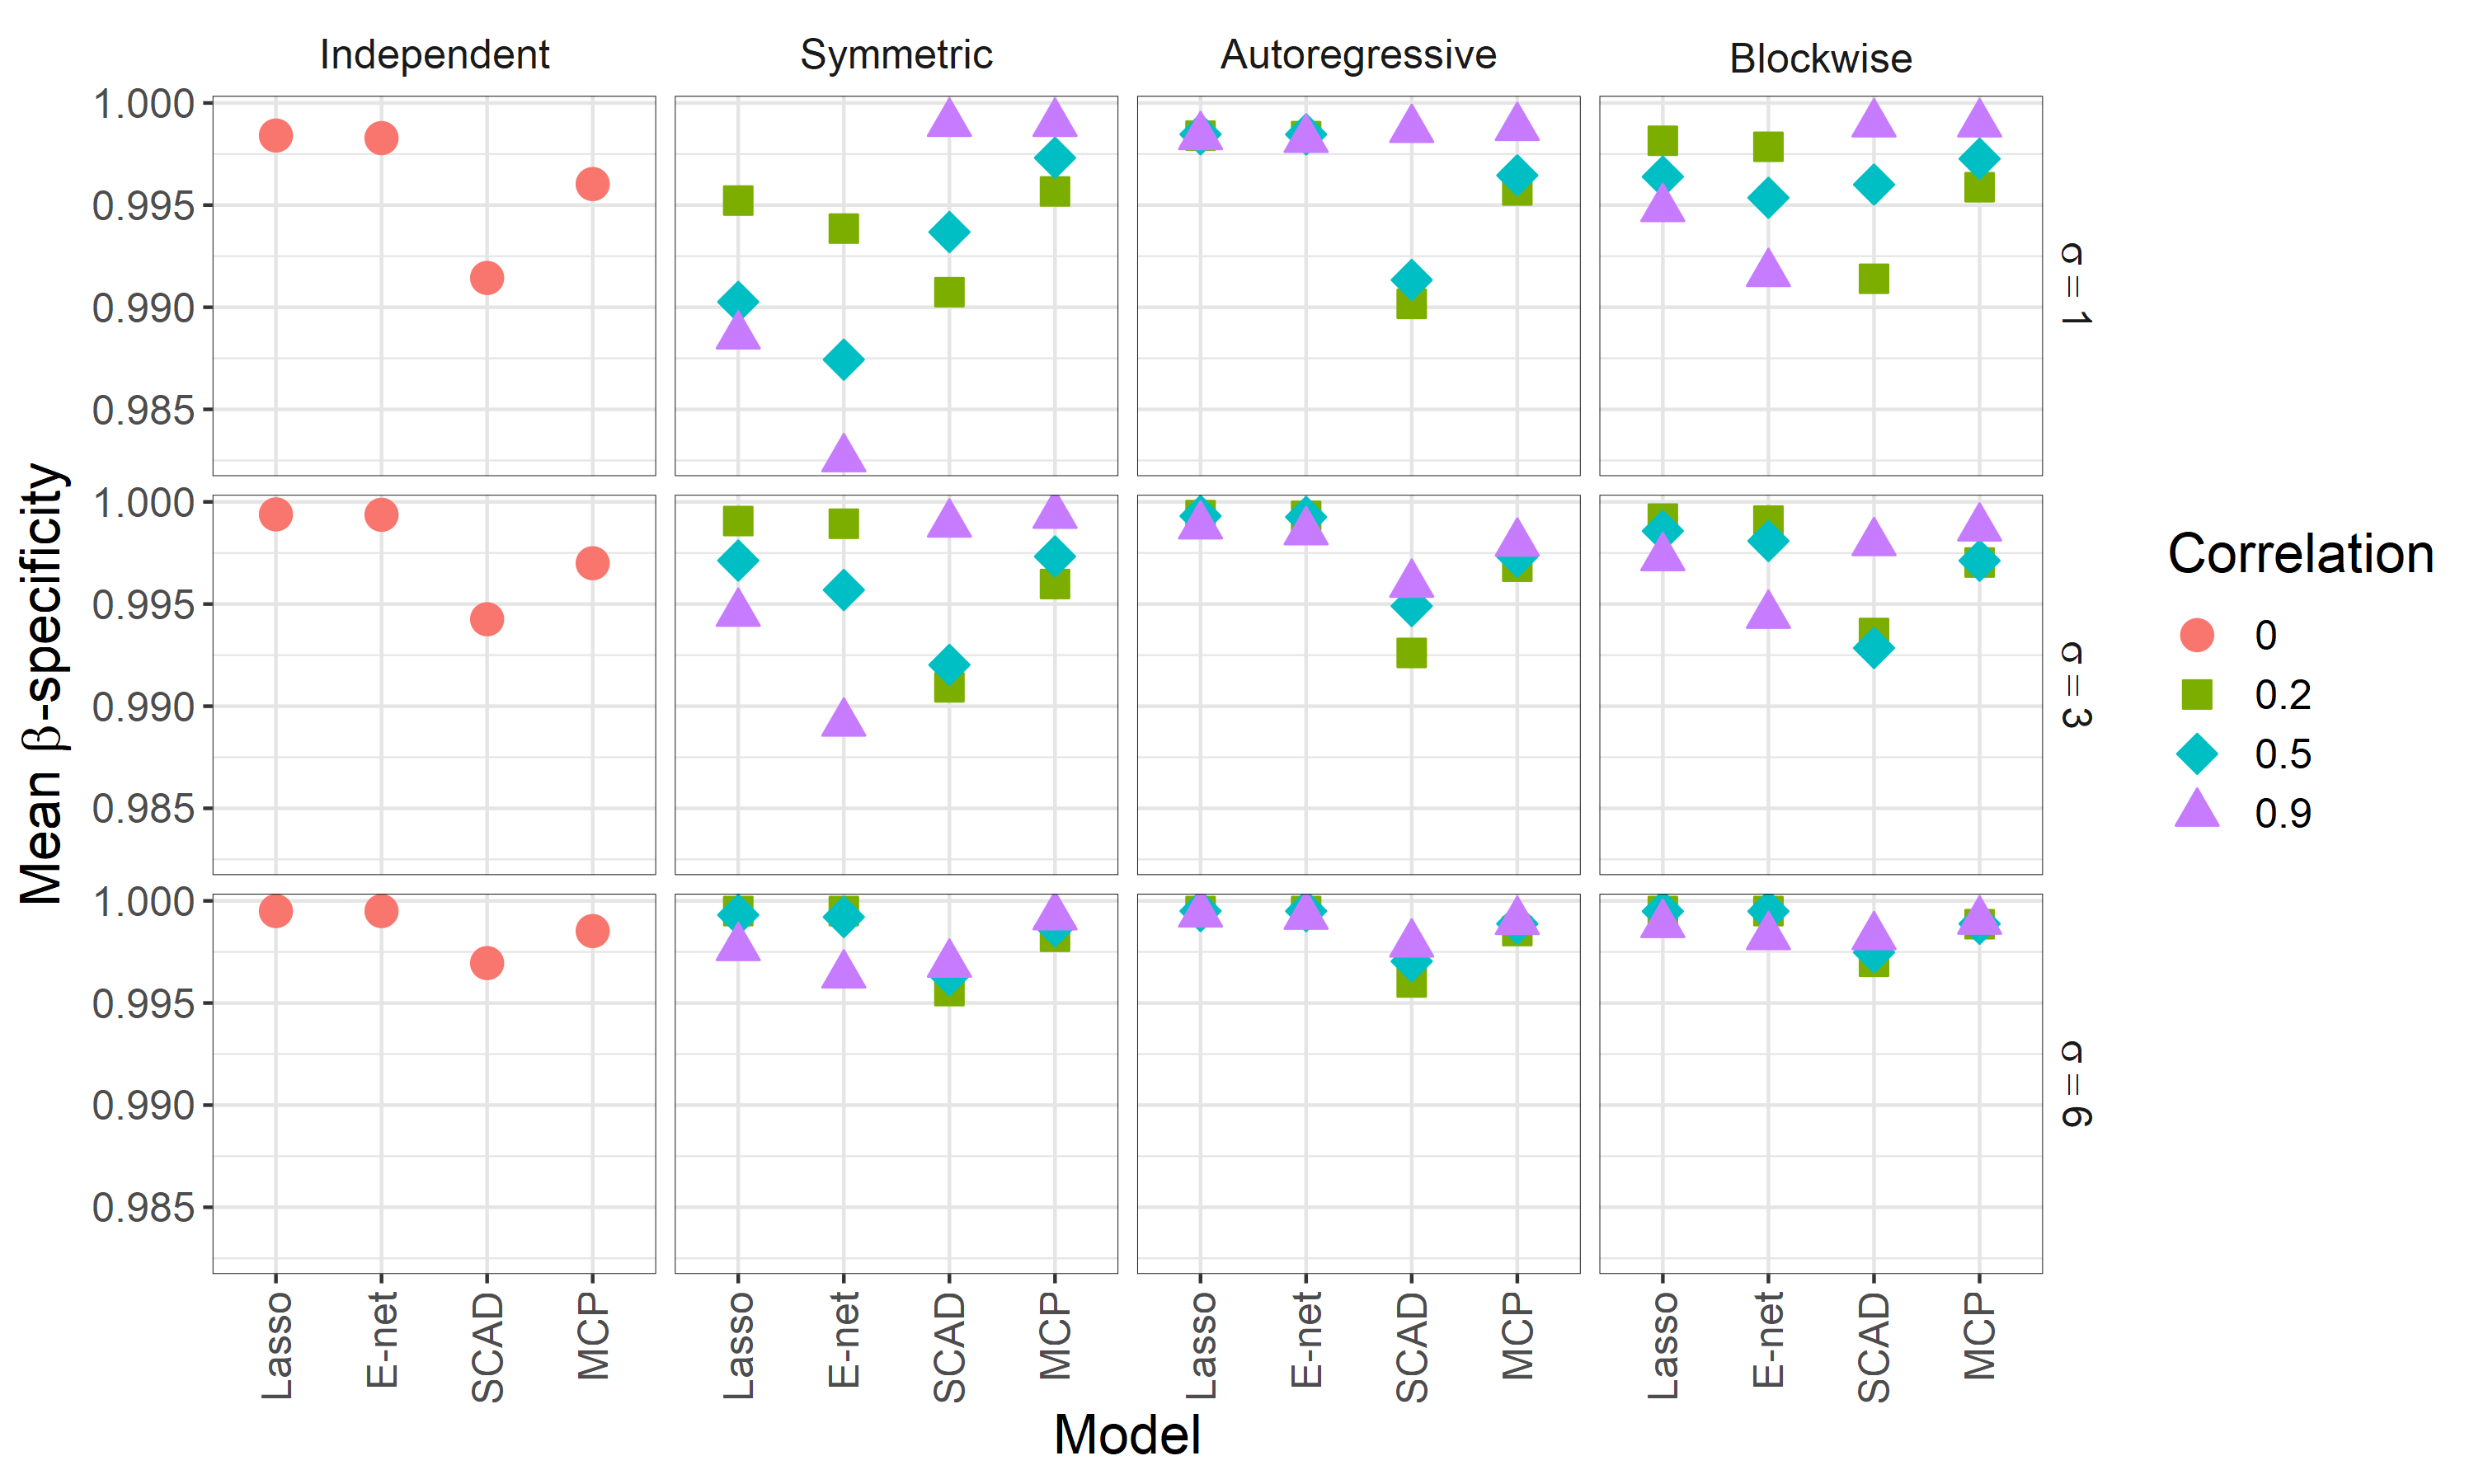 Independent Symmetric Autoregressive Blockwise
1.000
0.995
0.990
0.985
σ = 1
1.000
0.995
0.990
0.985
σ = 3
1.000
0.995
0.990
0.985
σ = 6
Mean β-specificity
Lasso E-net SCAD MCP Lasso E-net SCAD MCP Lasso E-net SCAD MCP Lasso E-net SCAD MCP
Model
Correlation
0
0.2
0.5
0.9